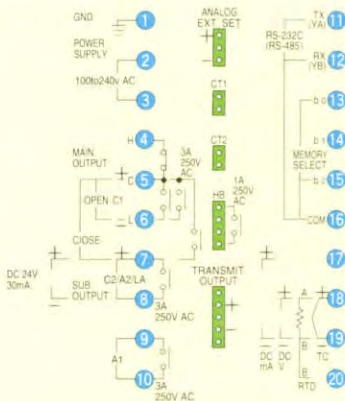 GND
1
POWER
SUPPLY
2
100to240v AC
3
MAIN
OUTPUT
H
4
3A
250V
AC
C
5
OPEN C1
L
6
ClOSE
DC 24V
30mA
SUB
OUTPUT
7
C2/A2/LA
8
3A
250V AC
9
A1
10
3A
250V AC
ANALOG
EXT. SET
CT1
CT2
HB
1A
250V
AC
TRANSMIT
OUTPUT
TX
(YA)
11
RS-232C
(RS-485)
RX
(YB)
12
b 0
13
b 1
14
MEMORY
SELECT
b 2
15
COM
16
17
A
18
B
19
B
20
DC
mA
DC
V
TC
RTD